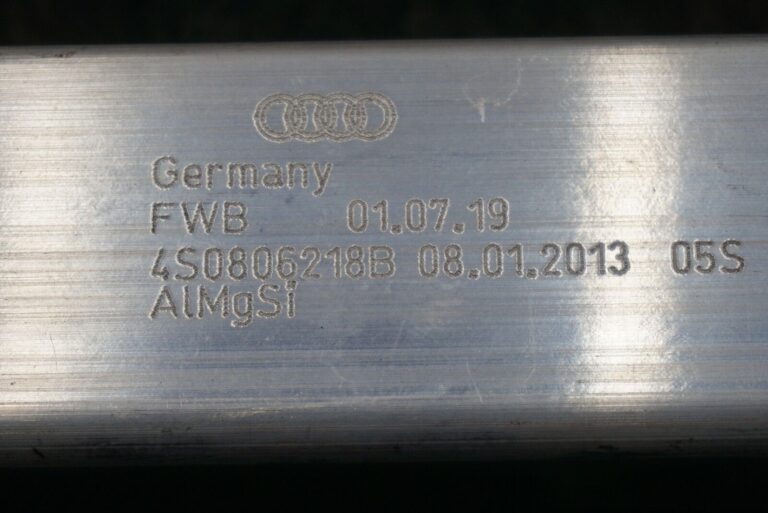 Germany
FWB 01.07.19
4S0806218B 08.01.2013 05S
AlMgSi